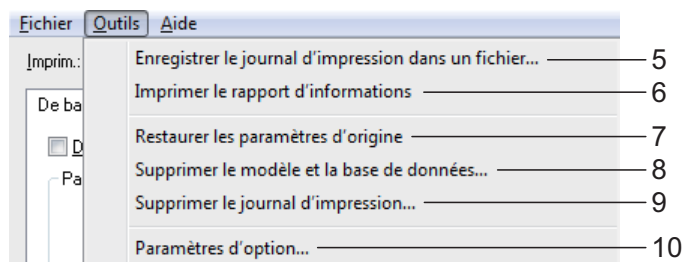 Fichier Outils Aide
Imprim.:
Enregistrer le journal d'impression dans un fichier... 5
Imprimer le rapport d'informations 6
De ba
Restaurer les paramètres d'origine 7
D
Supprimer le modèle et la base de données... 8
Pa
Supprimer le journal d'impression... 9
Paramètres d'option... 10